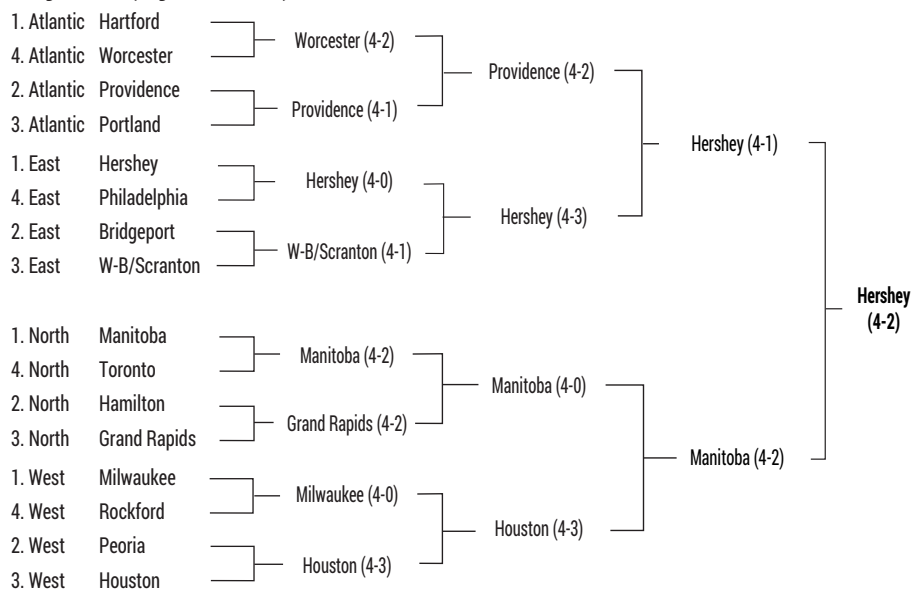 1. Atlantic Hartford
4. Atlantic Worcester
Worcester (4-2)
2. Atlantic Providence
3. Atlantic Portland
Providence (4-1)
Providence (4-2)
1. East Hershey
4. East Philadelphia
Hershey (4-0)
2. East Bridgeport
3. East W-B/Scranton
W-B/Scranton (4-1)
Hershey (4-3)
Hershey (4-1)
1. North Manitoba
4. North Toronto
Manitoba (4-2)
2. North Hamilton
3. North Grand Rapids
Grand Rapids (4-2)
Manitoba (4-0)
1. West Milwaukee
4. West Rockford
Milwaukee (4-0)
2. West Peoria
3. West Houston
Houston (4-3)
Houston (4-3)
Manitoba (4-2)
Hershey
(4-2)